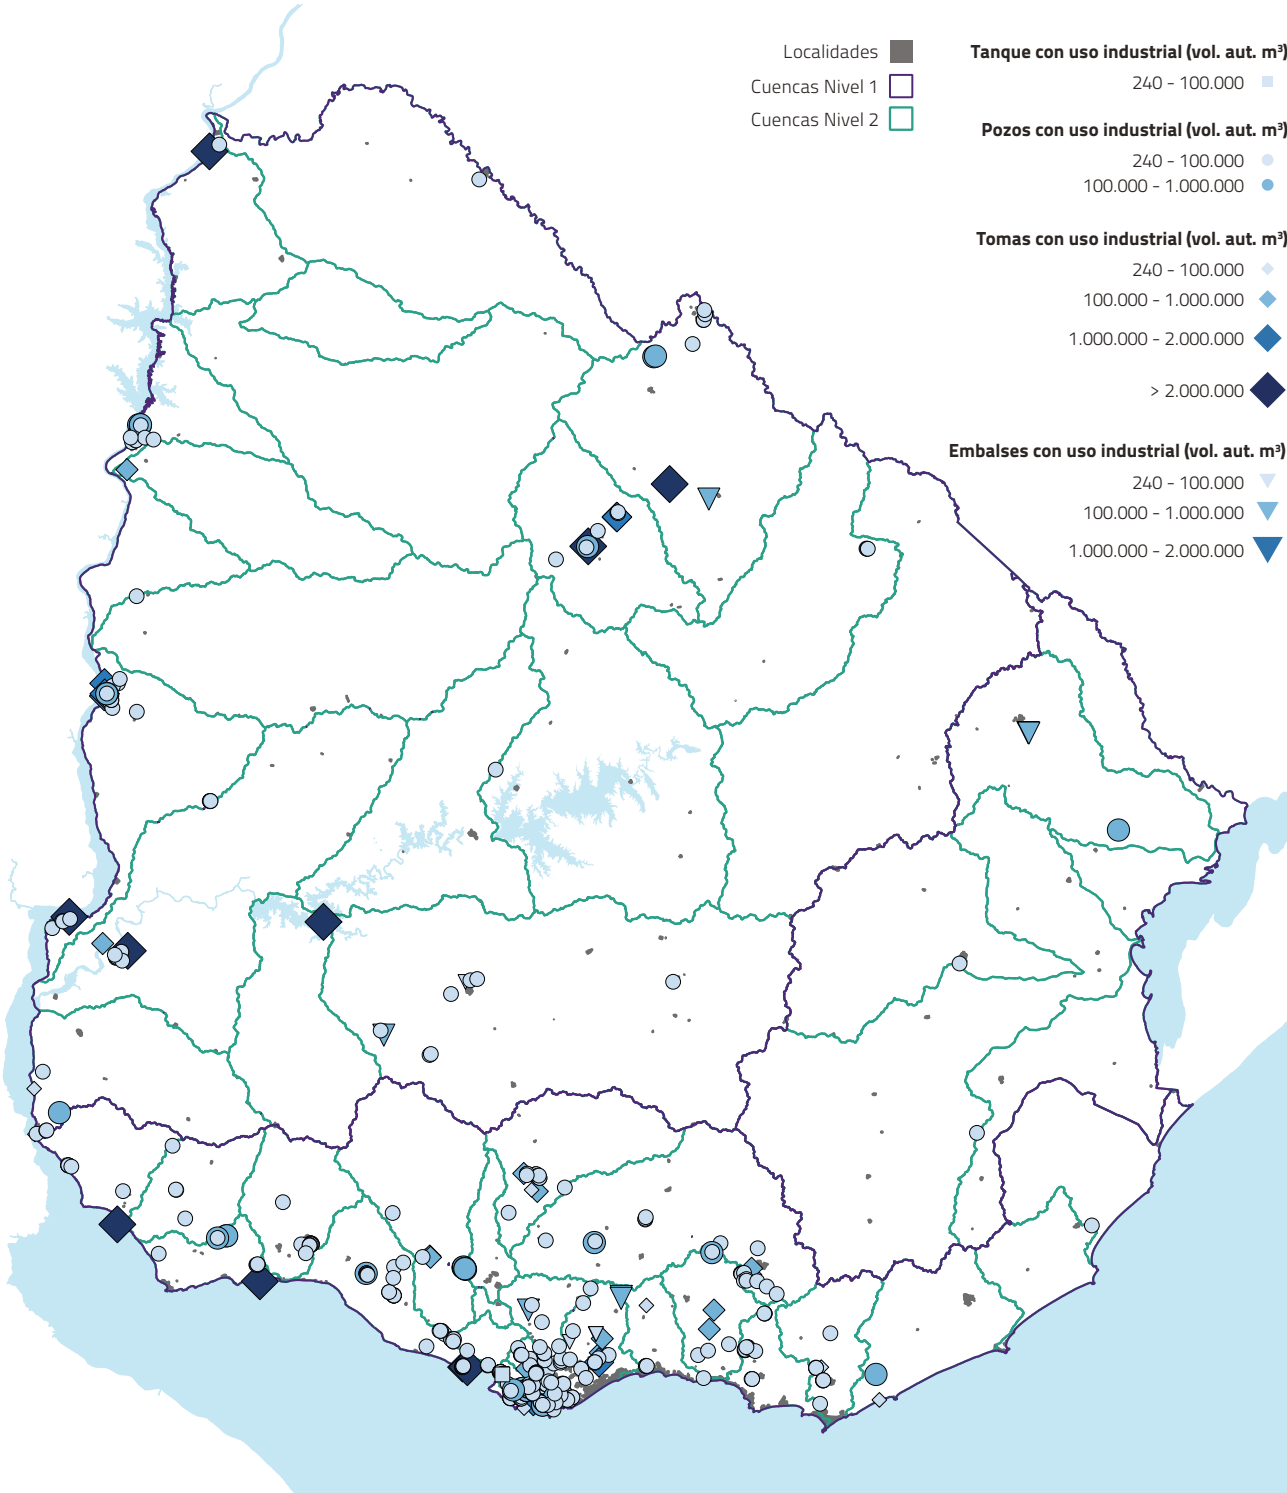 Localidades
Cuencas Nivel 1
Cuencas Nivel 2
Tanque con uso industrial (vol. aut. m³)
240 - 100.000
Pozos con uso industrial (vol. aut. m³)
240 - 100.000
100.000 - 1.000.000
Tomas con uso industrial (vol. aut. m³)
240 - 100.000
100.000 - 1.000.000
1.000.000 - 2.000.000
> 2.000.000
Embalses con uso industrial (vol. aut. m³)
240 - 100.000
100.000 - 1.000.000
1.000.000 - 2.000.000